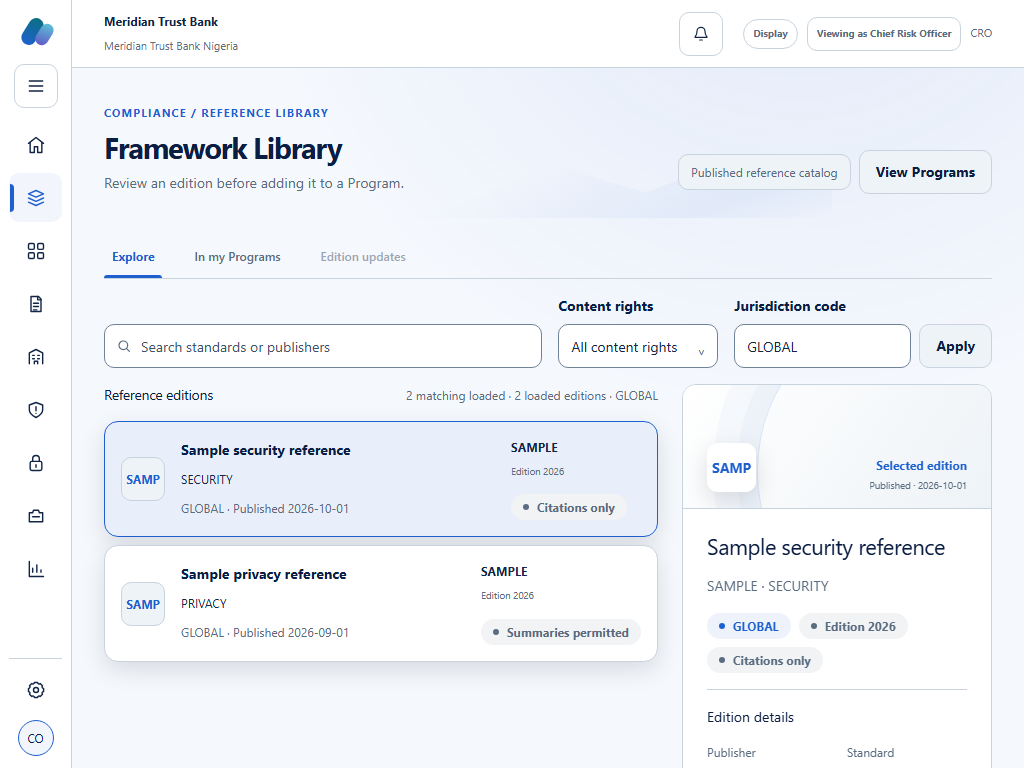 Meridian Trust Bank
Meridian Trust Bank Nigeria
Display
Viewing as Chief Risk Officer
CRO
COMPLIANCE / REFERENCE LIBRARY
Framework Library
Review an edition before adding it to a Program.
Published reference catalog
View Programs
Explore
In my Programs
Edition updates
Content rights
Jurisdiction code
Search standards or publishers
All content rights
GLOBAL
Apply
Reference editions
2 matching loaded · 2 loaded editions · GLOBAL
SAMP
Sample security reference
SECURITY
GLOBAL · Published 2026-10-01
SAMPLE
Edition 2026
Citations only
SAMP
Sample privacy reference
PRIVACY
GLOBAL · Published 2026-09-01
SAMPLE
Edition 2026
Summaries permitted
SAMP
Selected edition
Published · 2026-10-01
Sample security reference
SAMPLE · SECURITY
GLOBAL
Edition 2026
Citations only
Edition details
Publisher
Standard
CO